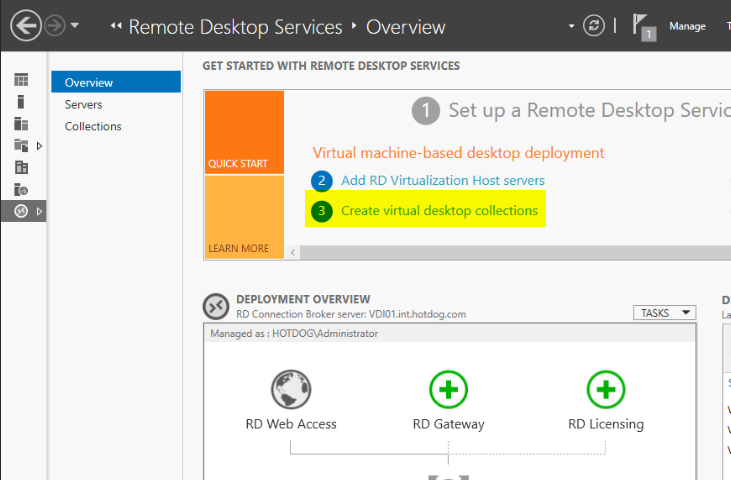 Remote Desktop Services ‣ Overview
1
Manage
Overview
Servers
Collections
GET STARTED WITH REMOTE DESKTOP SERVICES
QUICK START
LEARN MORE
1 Set up a Remote Desktop Servic
Virtual machine-based desktop deployment
2 Add RD Virtualization Host servers
3 Create virtual desktop collections
DEPLOYMENT OVERVIEW
RD Connection Broker server: VDI01.int.hotdog.com
TASKS
Managed as : HOTDOG\Administrator
RD Web Access
RD Gateway
RD Licensing